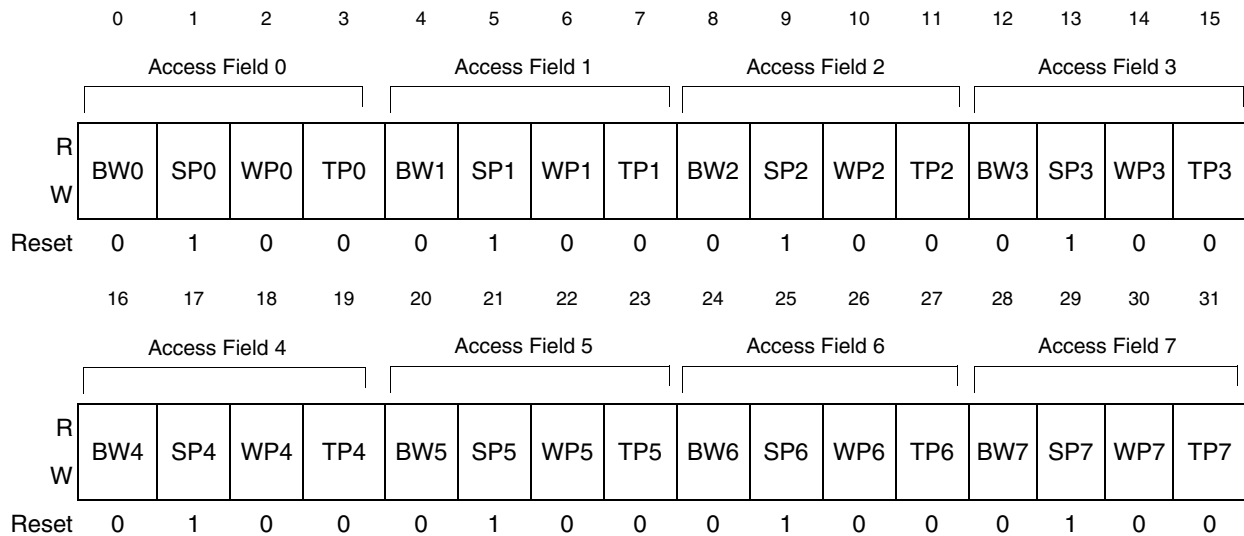 0 1 2 3 4 5 6 7 8 9 10 11 12 13 14 15
Access Field 0 Access Field 1 Access Field 2 Access Field 3
R
BW0 SP0 WP0 TP0 BW1 SP1 WP1 TP1 BW2 SP2 WP2 TP2 BW3 SP3 WP3 TP3
W
Reset 0 1 0 0 0 1 0 0 0 1 0 0 0 1 0 0
16 17 18 19 20 21 22 23 24 25 26 27 28 29 30 31
Access Field 4 Access Field 5 Access Field 6 Access Field 7
R
BW4 SP4 WP4 TP4 BW5 SP5 WP5 TP5 BW6 SP6 WP6 TP6 BW7 SP7 WP7 TP7
W
Reset 0 1 0 0 0 1 0 0 0 1 0 0 0 1 0 0